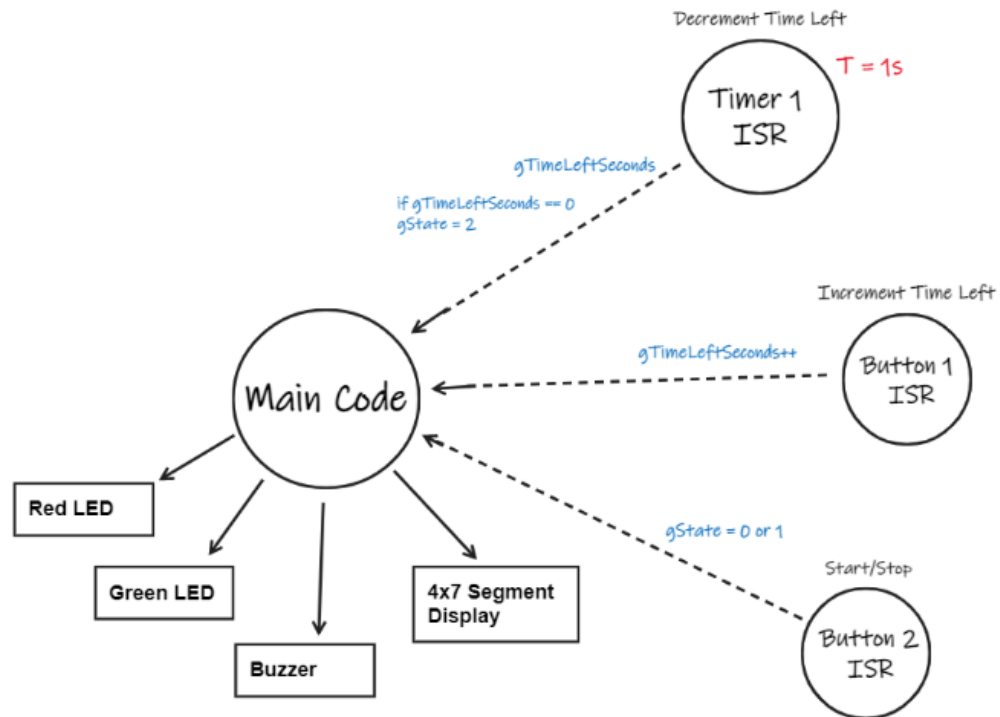 Decrement Time Left
T = 1s
Timer 1
ISR
gTimeLeftSeconds
if gTimeLeftSeconds == 0
gState = 2
Increment Time Left
gTimeLeftSeconds++
Button 1
ISR
Main Code
Red LED
gState = 0 or 1
Green LED
4x7 Segment
Display
Start/Stop
Button 2
ISR
Buzzer